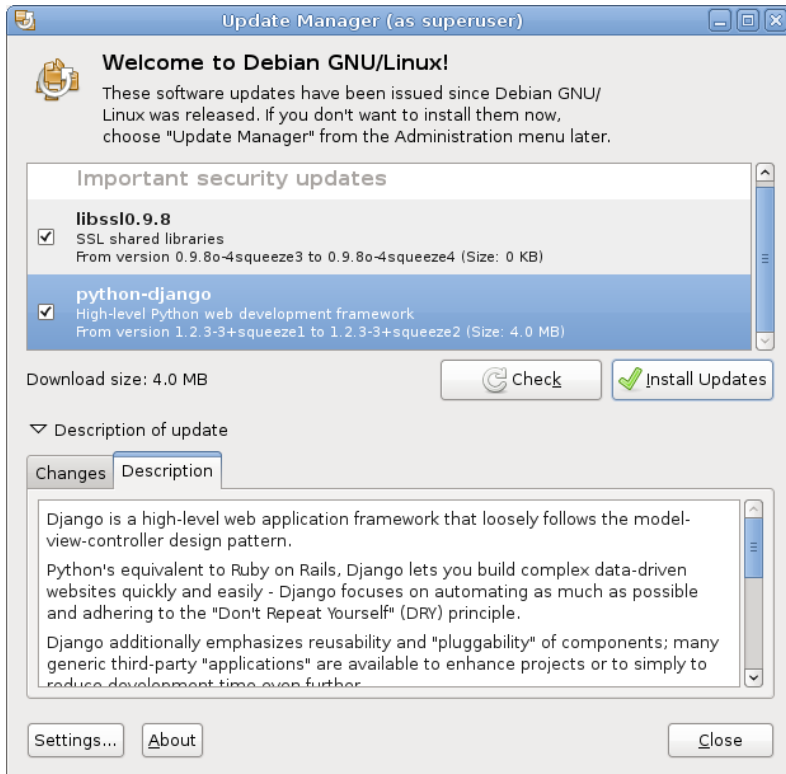 Update Manager (as superuser)
Welcome to Debian GNU/Linux!
These software updates have been issued since Debian GNU/
Linux was released. If you don't want to install them now,
choose "Update Manager" from the Administration menu later.
Important security updates
libssl0.9.8
SSL shared libraries
From version 0.9.8o-4squeeze3 to 0.9.8o-4squeeze4 (Size: 0 KB)
python-django
High-level Python web development framework
From version 1.2.3-3+squeeze1 to 1.2.3-3+squeeze2 (Size: 4.0 MB)
Download size: 4.0 MB
Check
Install Updates
Description of update
Changes
Description
Django is a high-level web application framework that loosely follows the model-
view-controller design pattern.
Python's equivalent to Ruby on Rails, Django lets you build complex data-driven
websites quickly and easily - Django focuses on automating as much as possible
and adhering to the "Don't Repeat Yourself" (DRY) principle.
Django additionally emphasizes reusability and "pluggability" of components; many
generic third-party "applications" are available to enhance projects or to simply to
reduce development time even further.
Settings...
About
Close